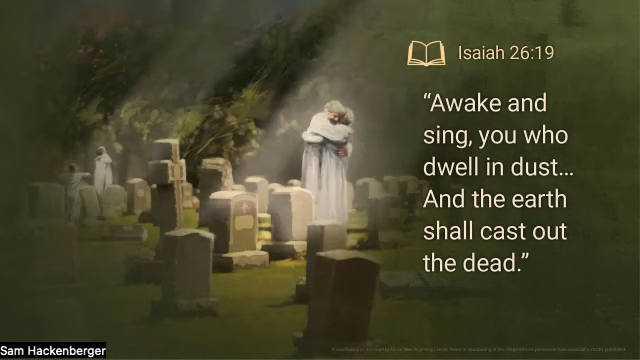 Isaiah 26:19
“Awake and
sing, you who
dwell in dust...
And the earth
shall cast out
the dead.”
Sam Hackenberger